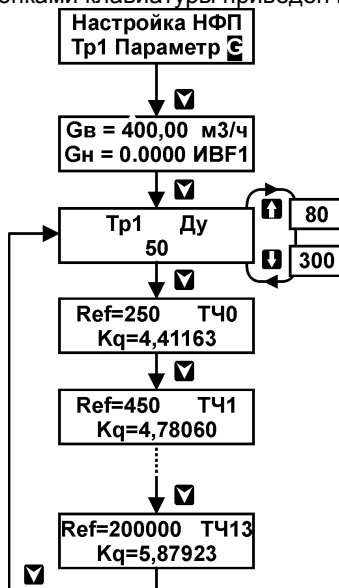 Настройка НФП
Тр1 Параметр G
Gв = 400,00 м3/ч
Gн = 0.0000 ИВF1
Тр1 Ду
50
80
300
Ref=250 ТЧ0
Kq=4,41163
Ref=450 ТЧ1
Kq=4,78060
Ref=200000 ТЧ13
Kq=5,87923